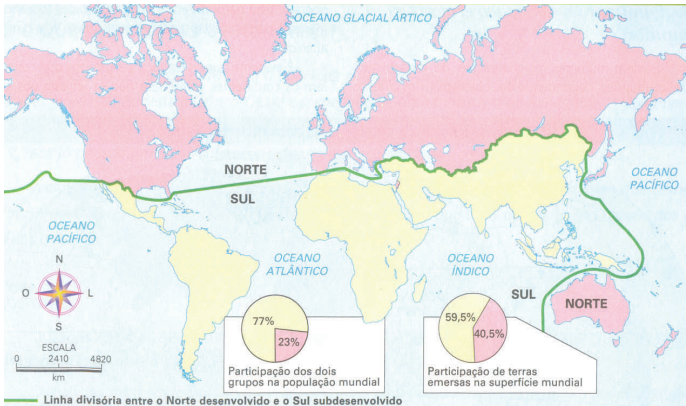 OCEANO GLACIAL ÁRTICO
NORTE
SUL
OCEANO
PACÍFICO
OCEANO
PACÍFICO
OCEANO
ATLÂNTICO
OCEANO
ÍNDICO
SUL
NORTE
N
O
L
S
ESCALA
0 2410 4820
km
77%
23%
Participação dos dois
grupos na população mundial
59,5%
40,5%
Participação de terras
emersas na superfície mundial
Linha divisória entre o Norte desenvolvido e o Sul subdesenvolvido